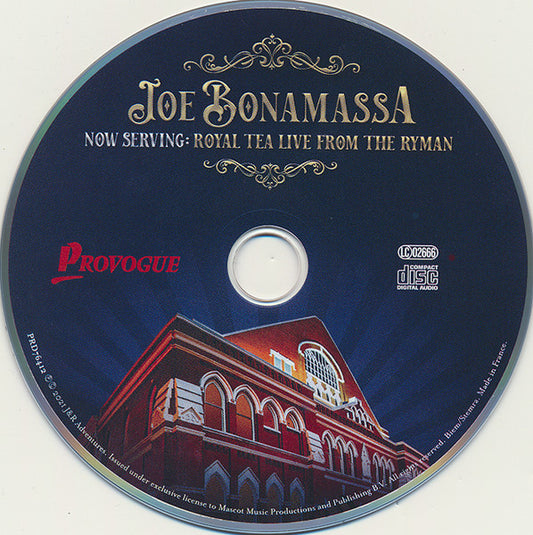 JOE BONAMASSA
NOW SERVING: ROYAL TEA LIVE FROM THE RYMAN
PROVOGUE
LC 02666
COMPACT
disc
DIGITAL AUDIO
PRD76412 ℗© 2021 J&R Adventures. Issued under exclusive license to Mascot Music Productions and Publishing B.V. All rights reserved. Biem/Stemra. Made in France.